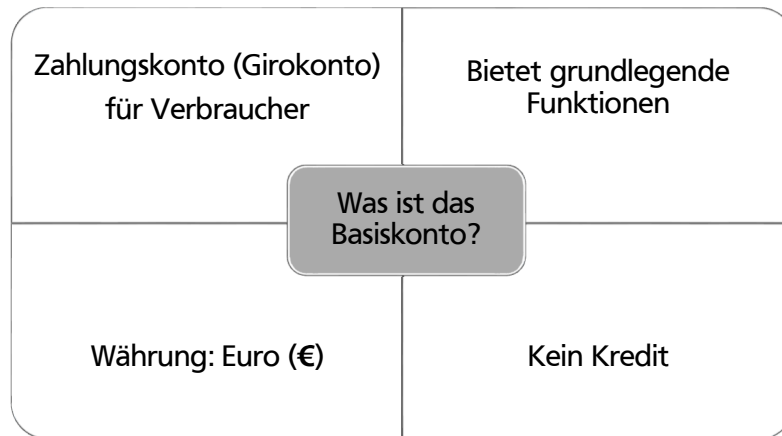 Zahlungskonto (Girokonto)
für Verbraucher
Bietet grundlegende
Funktionen
Was ist das
Basiskonto?
Währung: Euro (€)
Kein Kredit